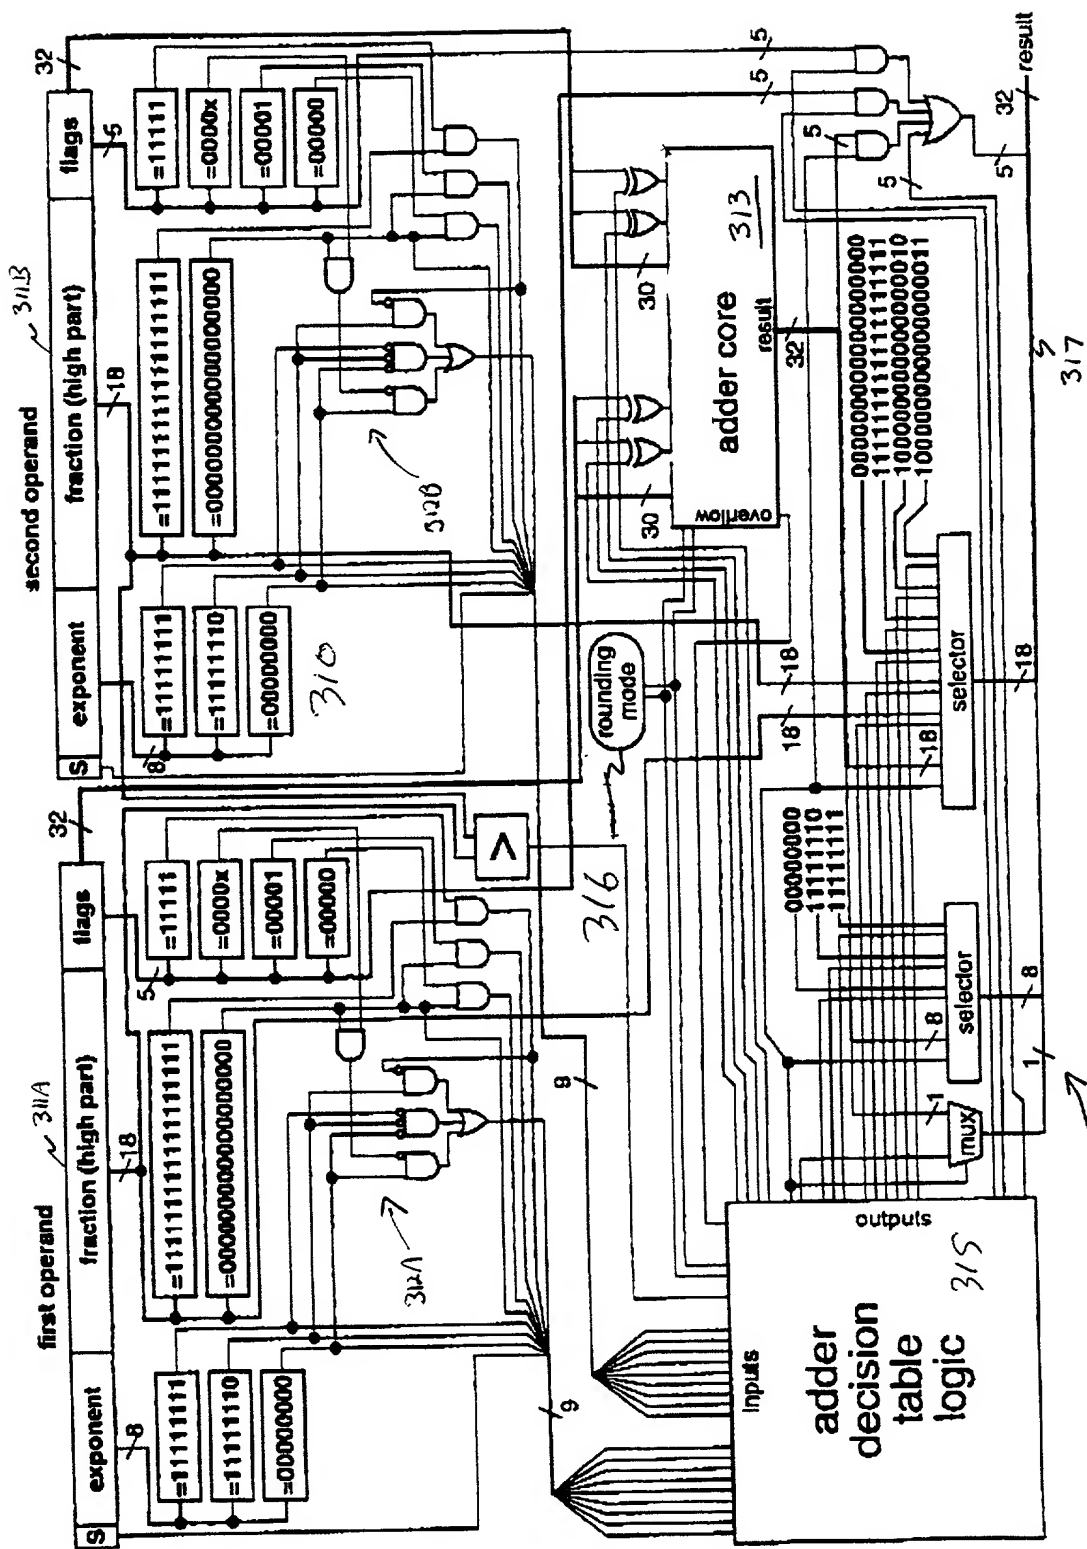 first operand
311A
S
exponent
fraction (high part)
flags
8
18
5
32
=11111111
=11111110
=00000000
=111111111111111111
=000000000000000000
=11111
=0000x
=00001
=00000
312A
>
9
second operand
311B
S
exponent
fraction (high part)
flags
8
18
5
32
=11111111
=11111110
=00000000
=111111111111111111
=000000000000000000
=11111
=0000x
=00001
=00000
310
312B
9
316
rounding mode
30
30
adder core
313
overflow
result
32
5
5
5
5
5
18
18
18
00000000
11111110
11111111
000000000000000000
111111111111111111
100000000000000010
100000000000000011
Inputs
adder
decision
table
logic
315
outputs
mux
1
selector
8
selector
18
1
8
317
32
result